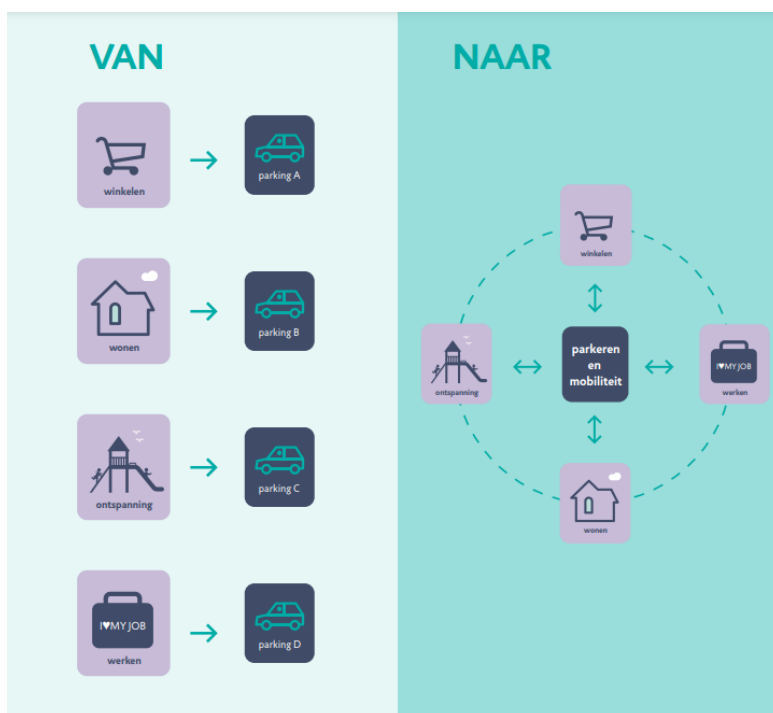 VAN
winkelen
parking A
wonen
parking B
ontspanning
parking C
I♥MY JOB
werken
parking D
NAAR
winkelen
ontspanning
parkeren
en
mobiliteit
I♥MY JOB
werken
wonen